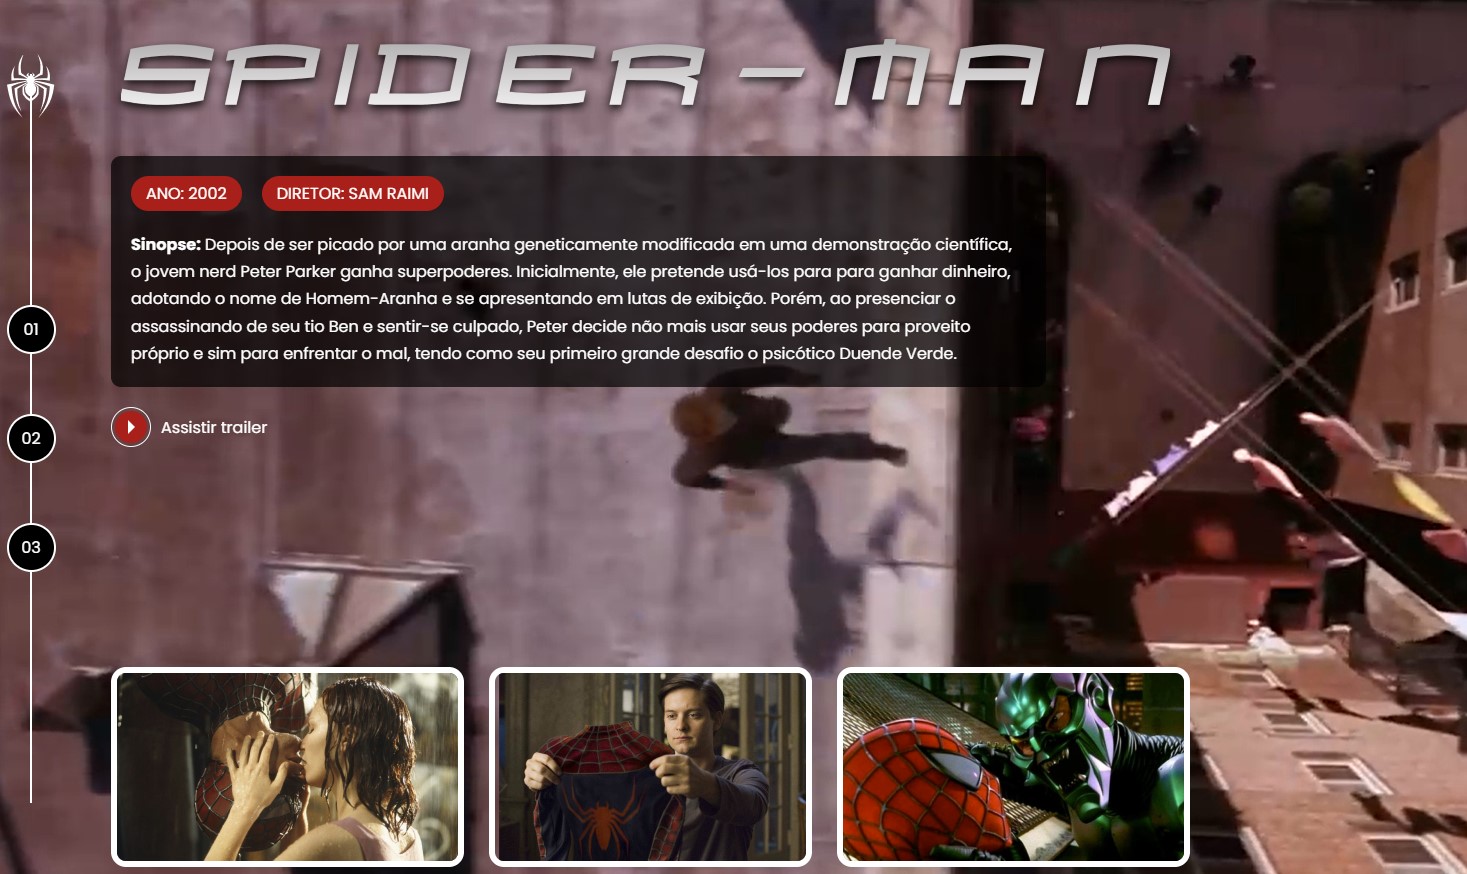 SPIDER-MAN
ANO: 2002
DIRETOR: SAM RAIMI
Sinopse: Depois de ser picado por uma aranha geneticamente modificada em uma demonstração científica,
o jovem nerd Peter Parker ganha superpoderes. Inicialmente, ele pretende usá-los para para ganhar dinheiro,
adotando o nome de Homem-Aranha e se apresentando em lutas de exibição. Porém, ao presenciar o
assassinando de seu tio Ben e sentir-se culpado, Peter decide não mais usar seus poderes para proveito
próprio e sim para enfrentar o mal, tendo como seu primeiro grande desafio o psicótico Duende Verde.
Assistir trailer
01
02
03